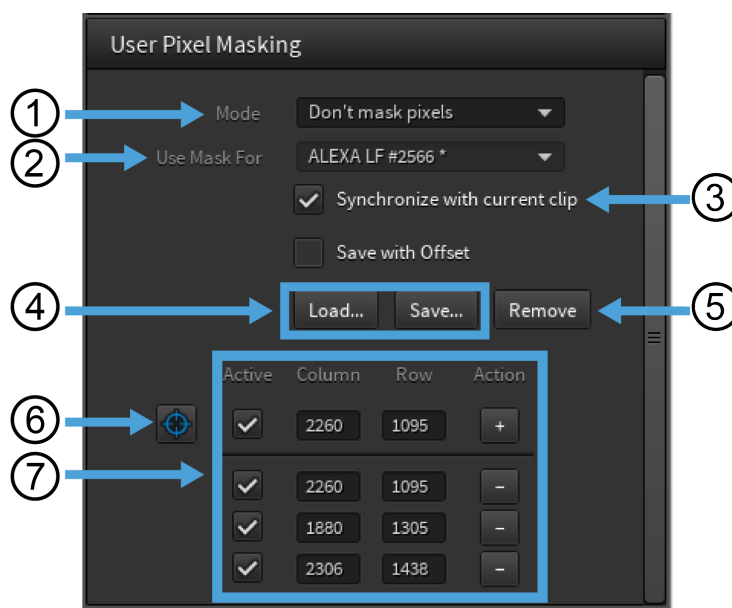 User Pixel Masking
1 Mode Don't mask pixels
2 Use Mask For ALEXA LF #2566 *
Synchronize with current clip 3
Save with Offset
4 Load... Save... Remove 5
Active Column Row Action
6 2260 1095 +
7 2260 1095 -
1880 1305 -
2306 1438 -